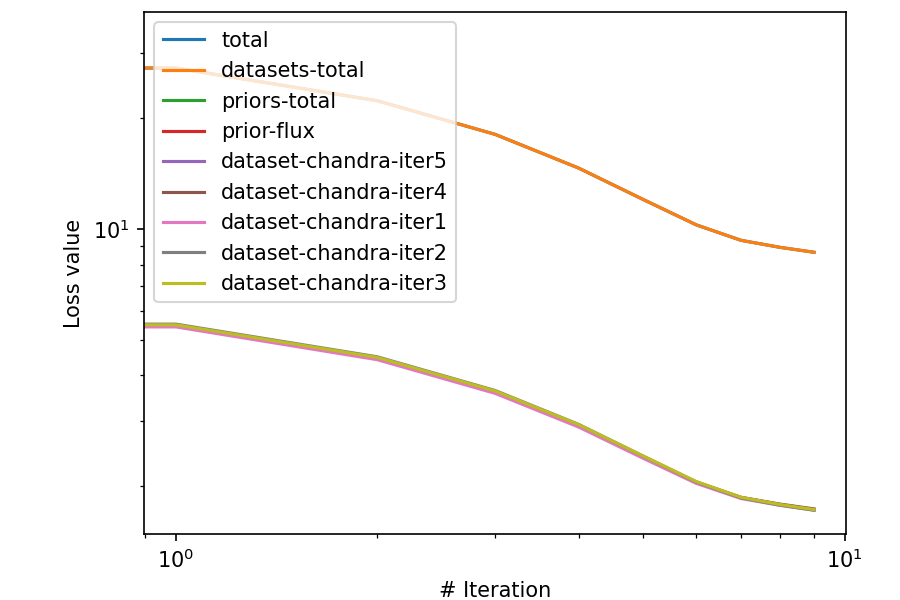 total
datasets-total
priors-total
prior-flux
dataset-chandra-iter5
dataset-chandra-iter4
dataset-chandra-iter1
dataset-chandra-iter2
dataset-chandra-iter3
Loss value
10¹
10⁰
10¹
# Iteration